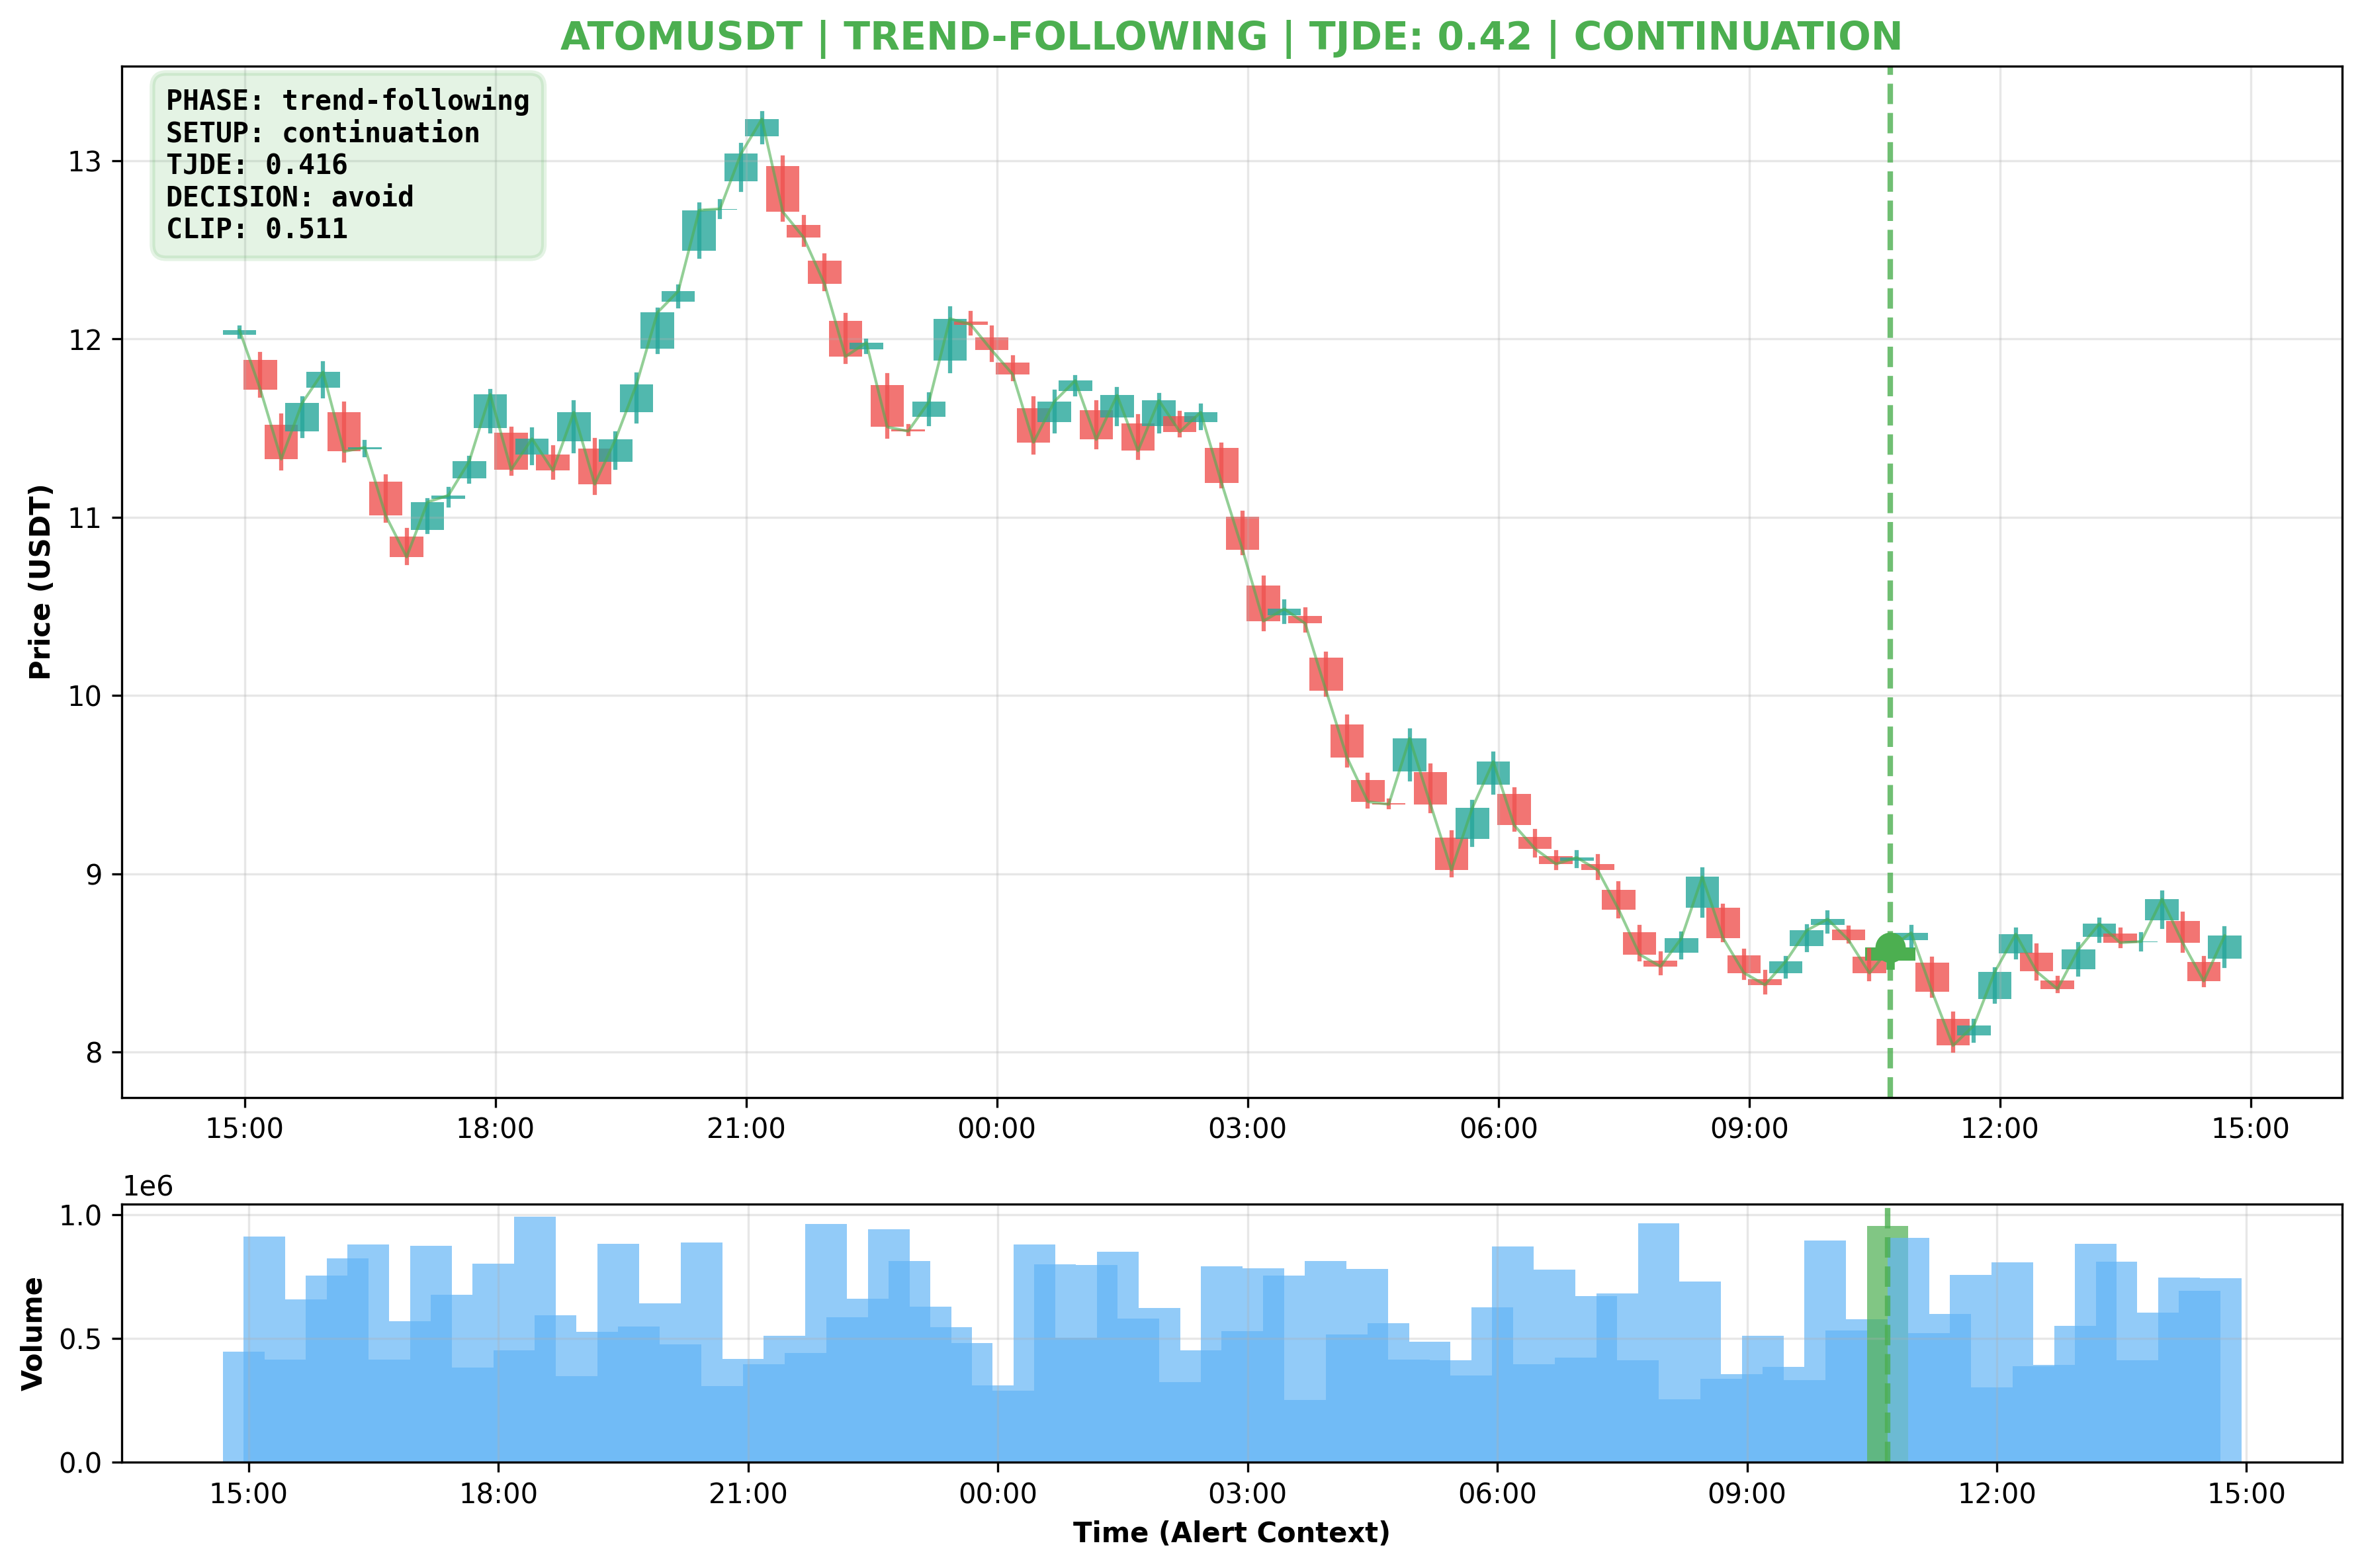 ATOMUSDT | TREND-FOLLOWING | TJDE: 0.42 | CONTINUATION
PHASE: trend-following
SETUP: continuation
TJDE: 0.416
DECISION: avoid
CLIP: 0.511
Price (USDT)
13
12
11
10
9
8
15:00 18:00 21:00 00:00 03:00 06:00 09:00 12:00 15:00
1e6
Volume
1.0
0.5
0.0
15:00 18:00 21:00 00:00 03:00 06:00 09:00 12:00 15:00
Time (Alert Context)